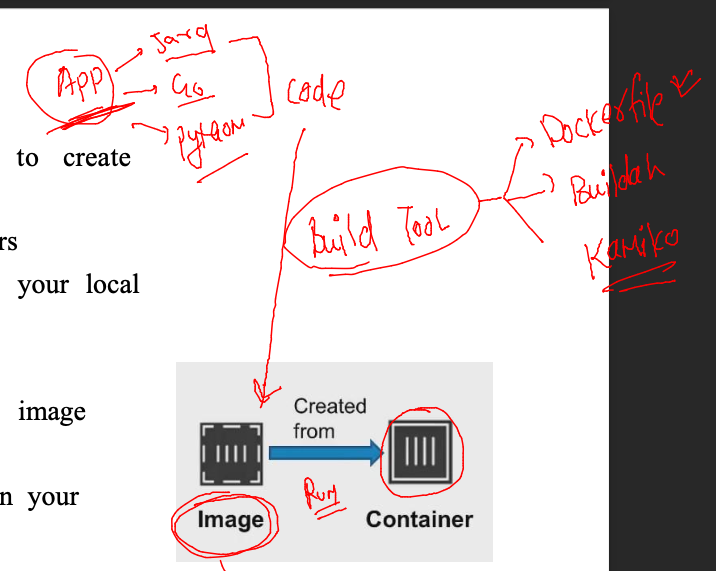 App
Java
Go
python
code
to create
Dockerfile
Buildah
Kaniko
Build Tool
rs
your local
image
Created
from
Run
n your
Image
Container